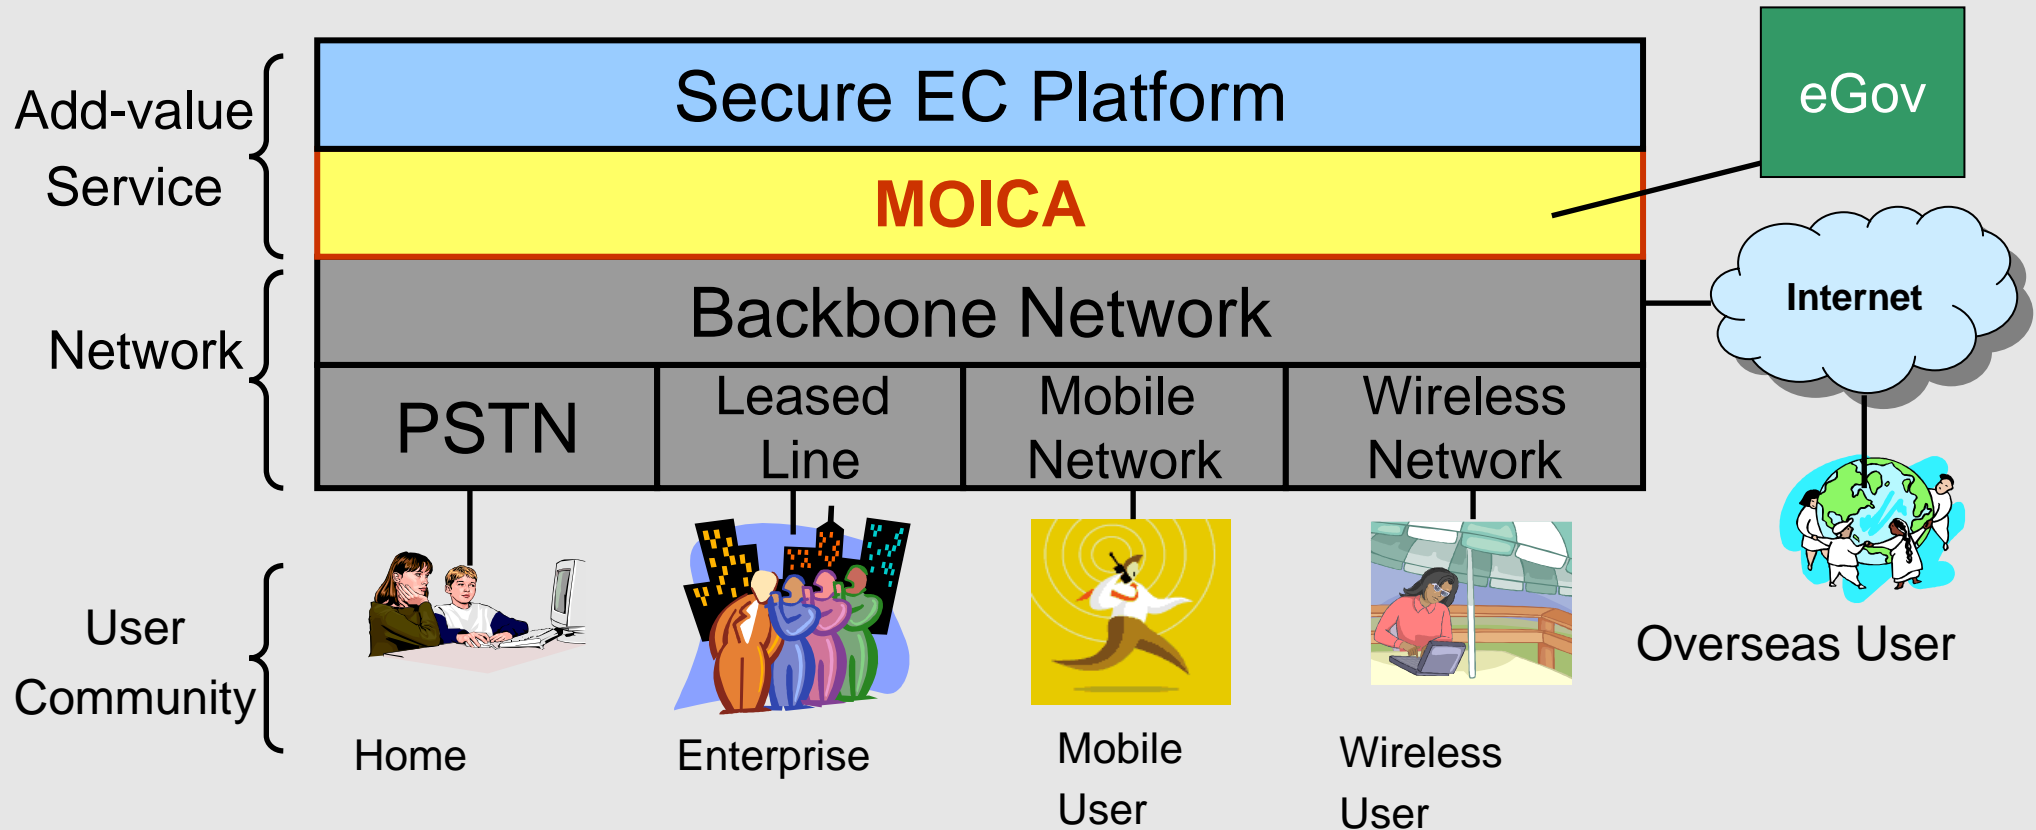 Secure EC Platform
eGov
Add-value
Service
MOICA
Internet
Backbone Network
Network
PSTN
Leased
Line
Mobile
Network
Wireless
Network
User
Community
Overseas User
Home
Enterprise
Mobile
User
Wireless
User